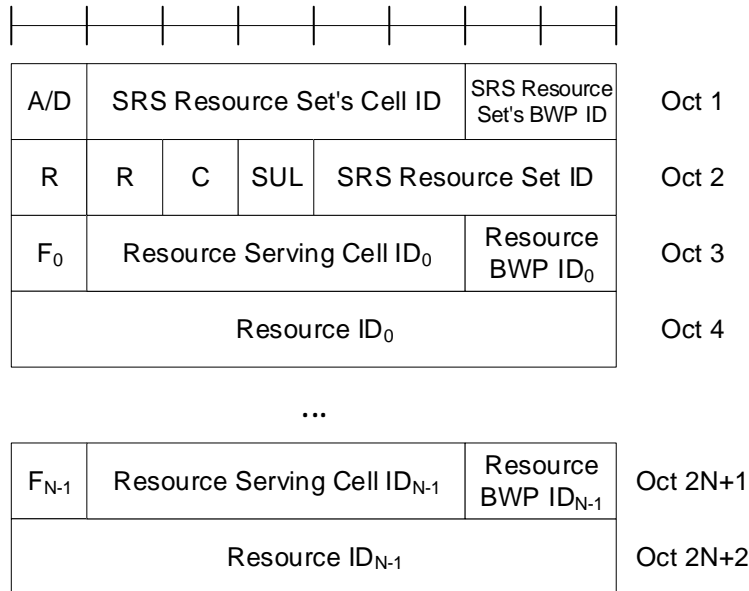 A/D SRS Resource Set's Cell ID SRS Resource Set's BWP ID Oct 1
R R C SUL SRS Resource Set ID Oct 2
F0 Resource Serving Cell ID0 Resource BWP ID0 Oct 3
Resource ID0 Oct 4
...
FN-1 Resource Serving Cell IDN-1 Resource BWP IDN-1 Oct 2N+1
Resource IDN-1 Oct 2N+2